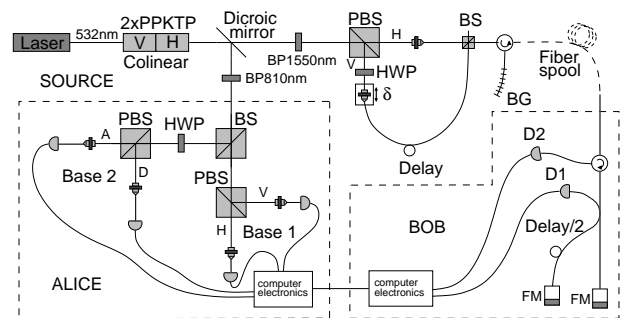 Laser
532nm
2xPPKTP
V H
Colinear
Dicroic
mirror
BP1550nm
BP810nm
SOURCE
PBS
H
V
HWP
δ
BS
Delay
BG
Fiber
spool
PBS
HWP
BS
A
D
Base 2
PBS
V
H
Base 1
ALICE
computer
electronics
BOB
computer
electronics
D2
D1
Delay/2
FM
FM